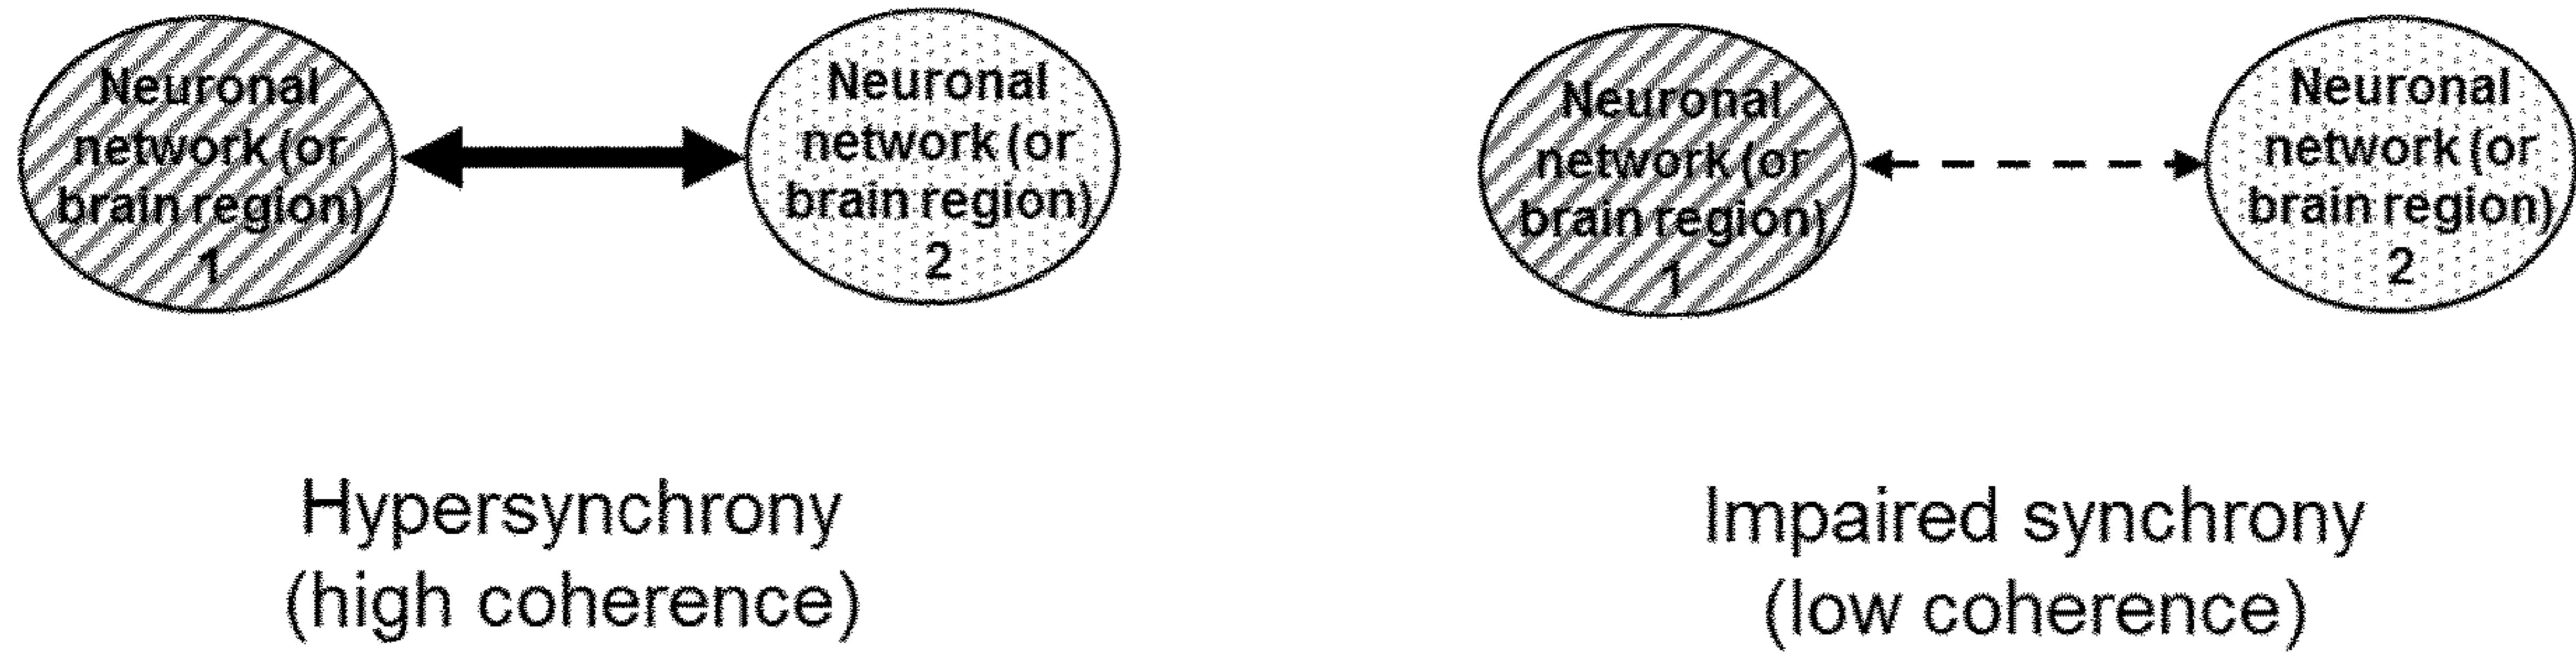 Neuronal
network (or
brain region)
1
Neuronal
network (or
brain region)
2
Hypersynchrony
(high coherence)
Neuronal
network (or
brain region)
1
Neuronal
network (or
brain region)
2
Impaired synchrony
(low coherence)